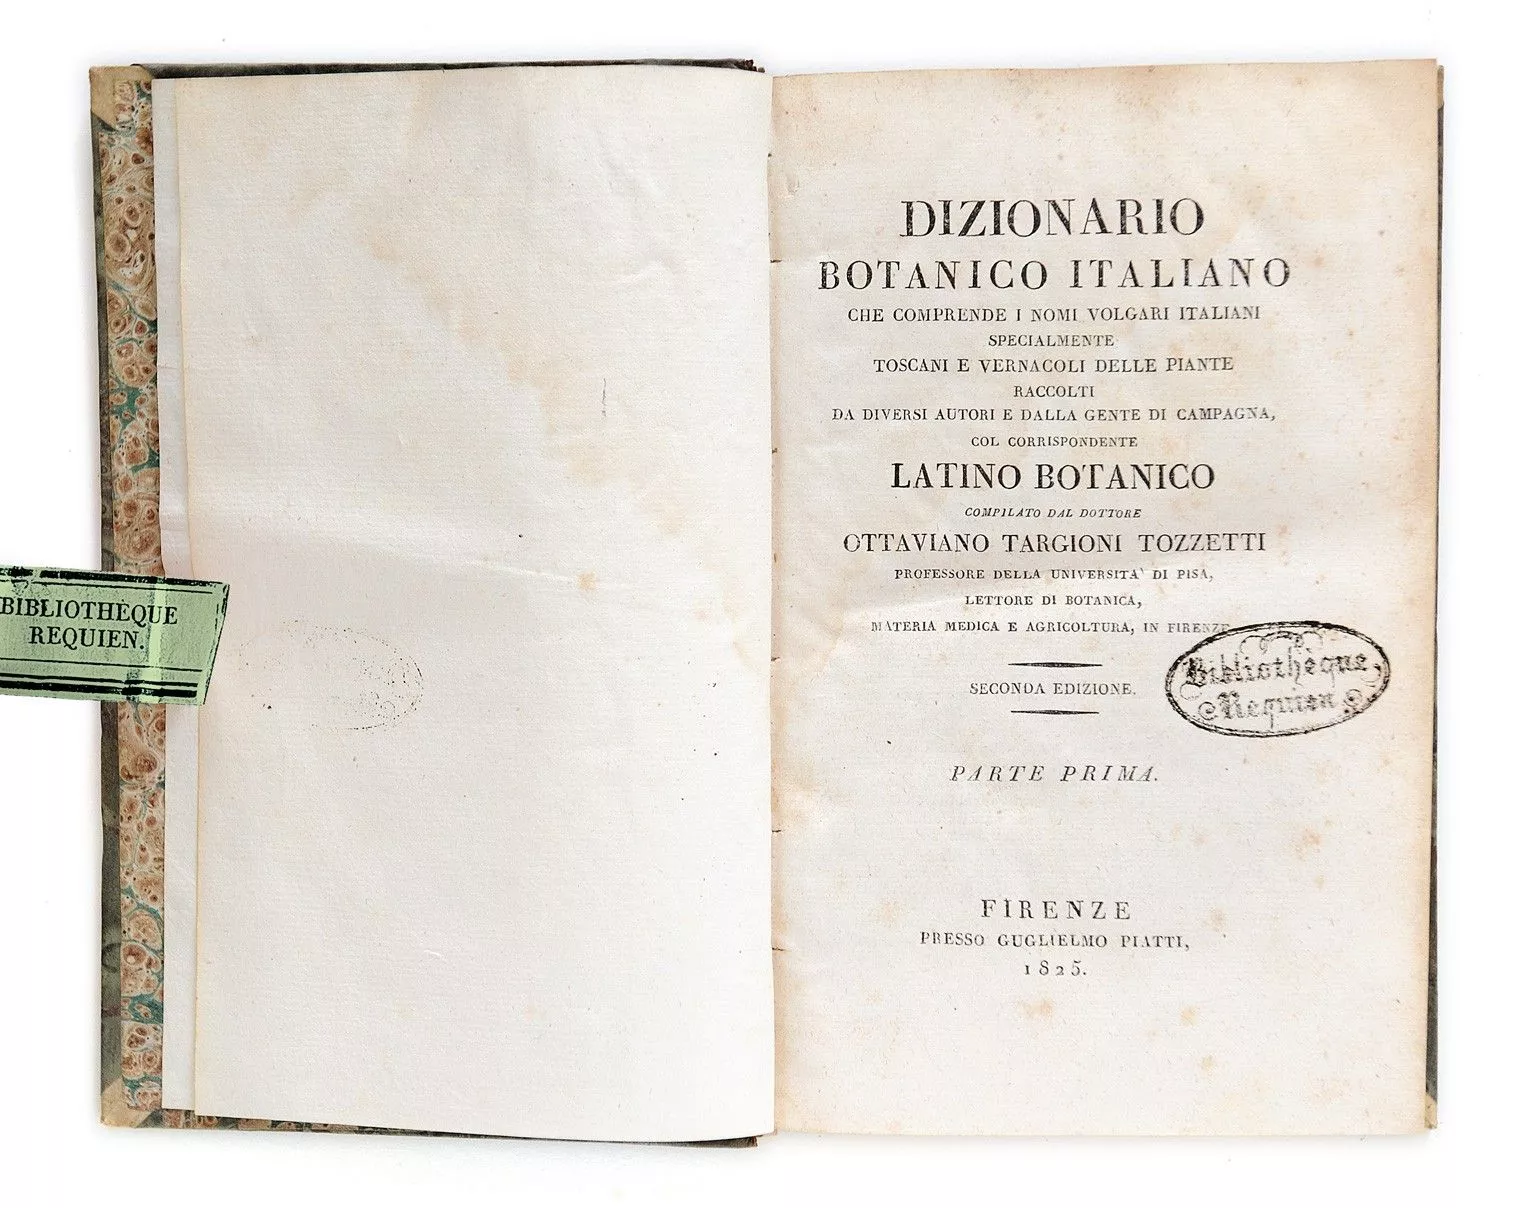 BIBLIOTHÈQUE
REQUIEN.
DIZIONARIO
BOTANICO ITALIANO
CHE COMPRENDE I NOMI VOLGARI ITALIANI
SPECIALMENTE
TOSCANI E VERNACOLI DELLE PIANTE
RACCOLTI
DA DIVERSI AUTORI E DALLA GENTE DI CAMPAGNA,
COL CORRISPONDENTE
LATINO BOTANICO
COMPILATO DAL DOTTORE
OTTAVIANO TARGIONI TOZZETTI
PROFESSORE DELLA UNIVERSITA' DI PISA,
LETTORE DI BOTANICA,
MATERIA MEDICA E AGRICOLTURA, IN FIRENZE
Bibliothèque
Requien
SECONDA EDIZIONE.
PARTE PRIMA.
FIRENZE
PRESSO GUGLIELMO PIATTI,
1825.